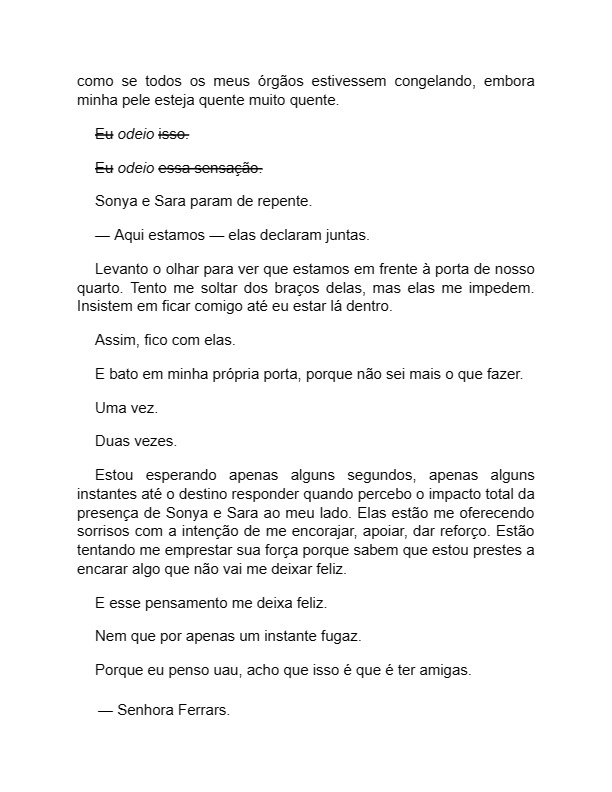 como se todos os meus órgãos estivessem congelando, embora
minha pele esteja quente muito quente.
Eu odeio isso.
Eu odeio essa sensação.
Sonya e Sara param de repente.
— Aqui estamos — elas declaram juntas.
Levanto o olhar para ver que estamos em frente à porta de nosso
quarto. Tento me soltar dos braços delas, mas elas me impedem.
Insistem em ficar comigo até eu estar lá dentro.
Assim, fico com elas.
E bato em minha própria porta, porque não sei mais o que fazer.
Uma vez.
Duas vezes.
Estou esperando apenas alguns segundos, apenas alguns
instantes até o destino responder quando percebo o impacto total da
presença de Sonya e Sara ao meu lado. Elas estão me oferecendo
sorrisos com a intenção de me encorajar, apoiar, dar reforço. Estão
tentando me emprestar sua força porque sabem que estou prestes a
encarar algo que não vai me deixar feliz.
E esse pensamento me deixa feliz.
Nem que por apenas um instante fugaz.
Porque eu penso uau, acho que isso é que é ter amigas.
— Senhora Ferrars.